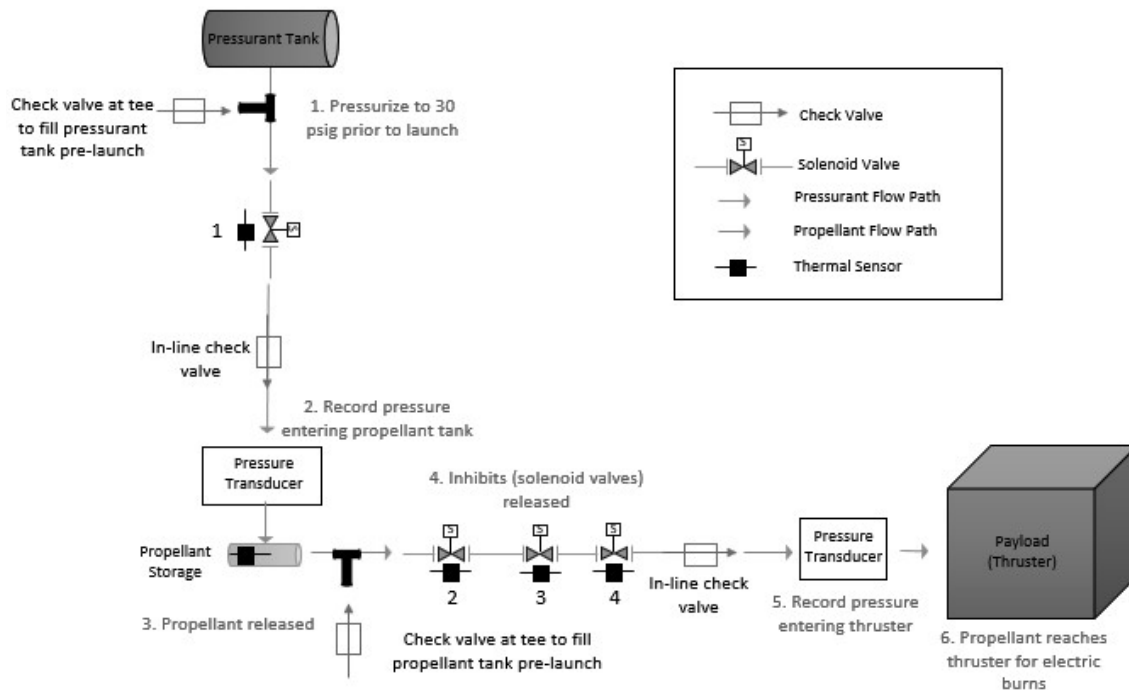 Pressurant Tank
Check valve at tee
to fill pressurant
tank pre-launch
1. Pressurize to 30
psig prior to launch
S
Check Valve
Solenoid Valve
Pressurant Flow Path
Propellant Flow Path
Thermal Sensor
1
S
In-line check
valve
2. Record pressure
entering propellant tank
Pressure
Transducer
4. Inhibits (solenoid valves)
released
S
S
S
Propellant
Storage
2
3
4
In-line check
valve
Pressure
Transducer
Payload
(Thruster)
3. Propellant released
Check valve at tee to fill
propellant tank pre-launch
5. Record pressure
entering thruster
6. Propellant reaches
thruster for electric
burns